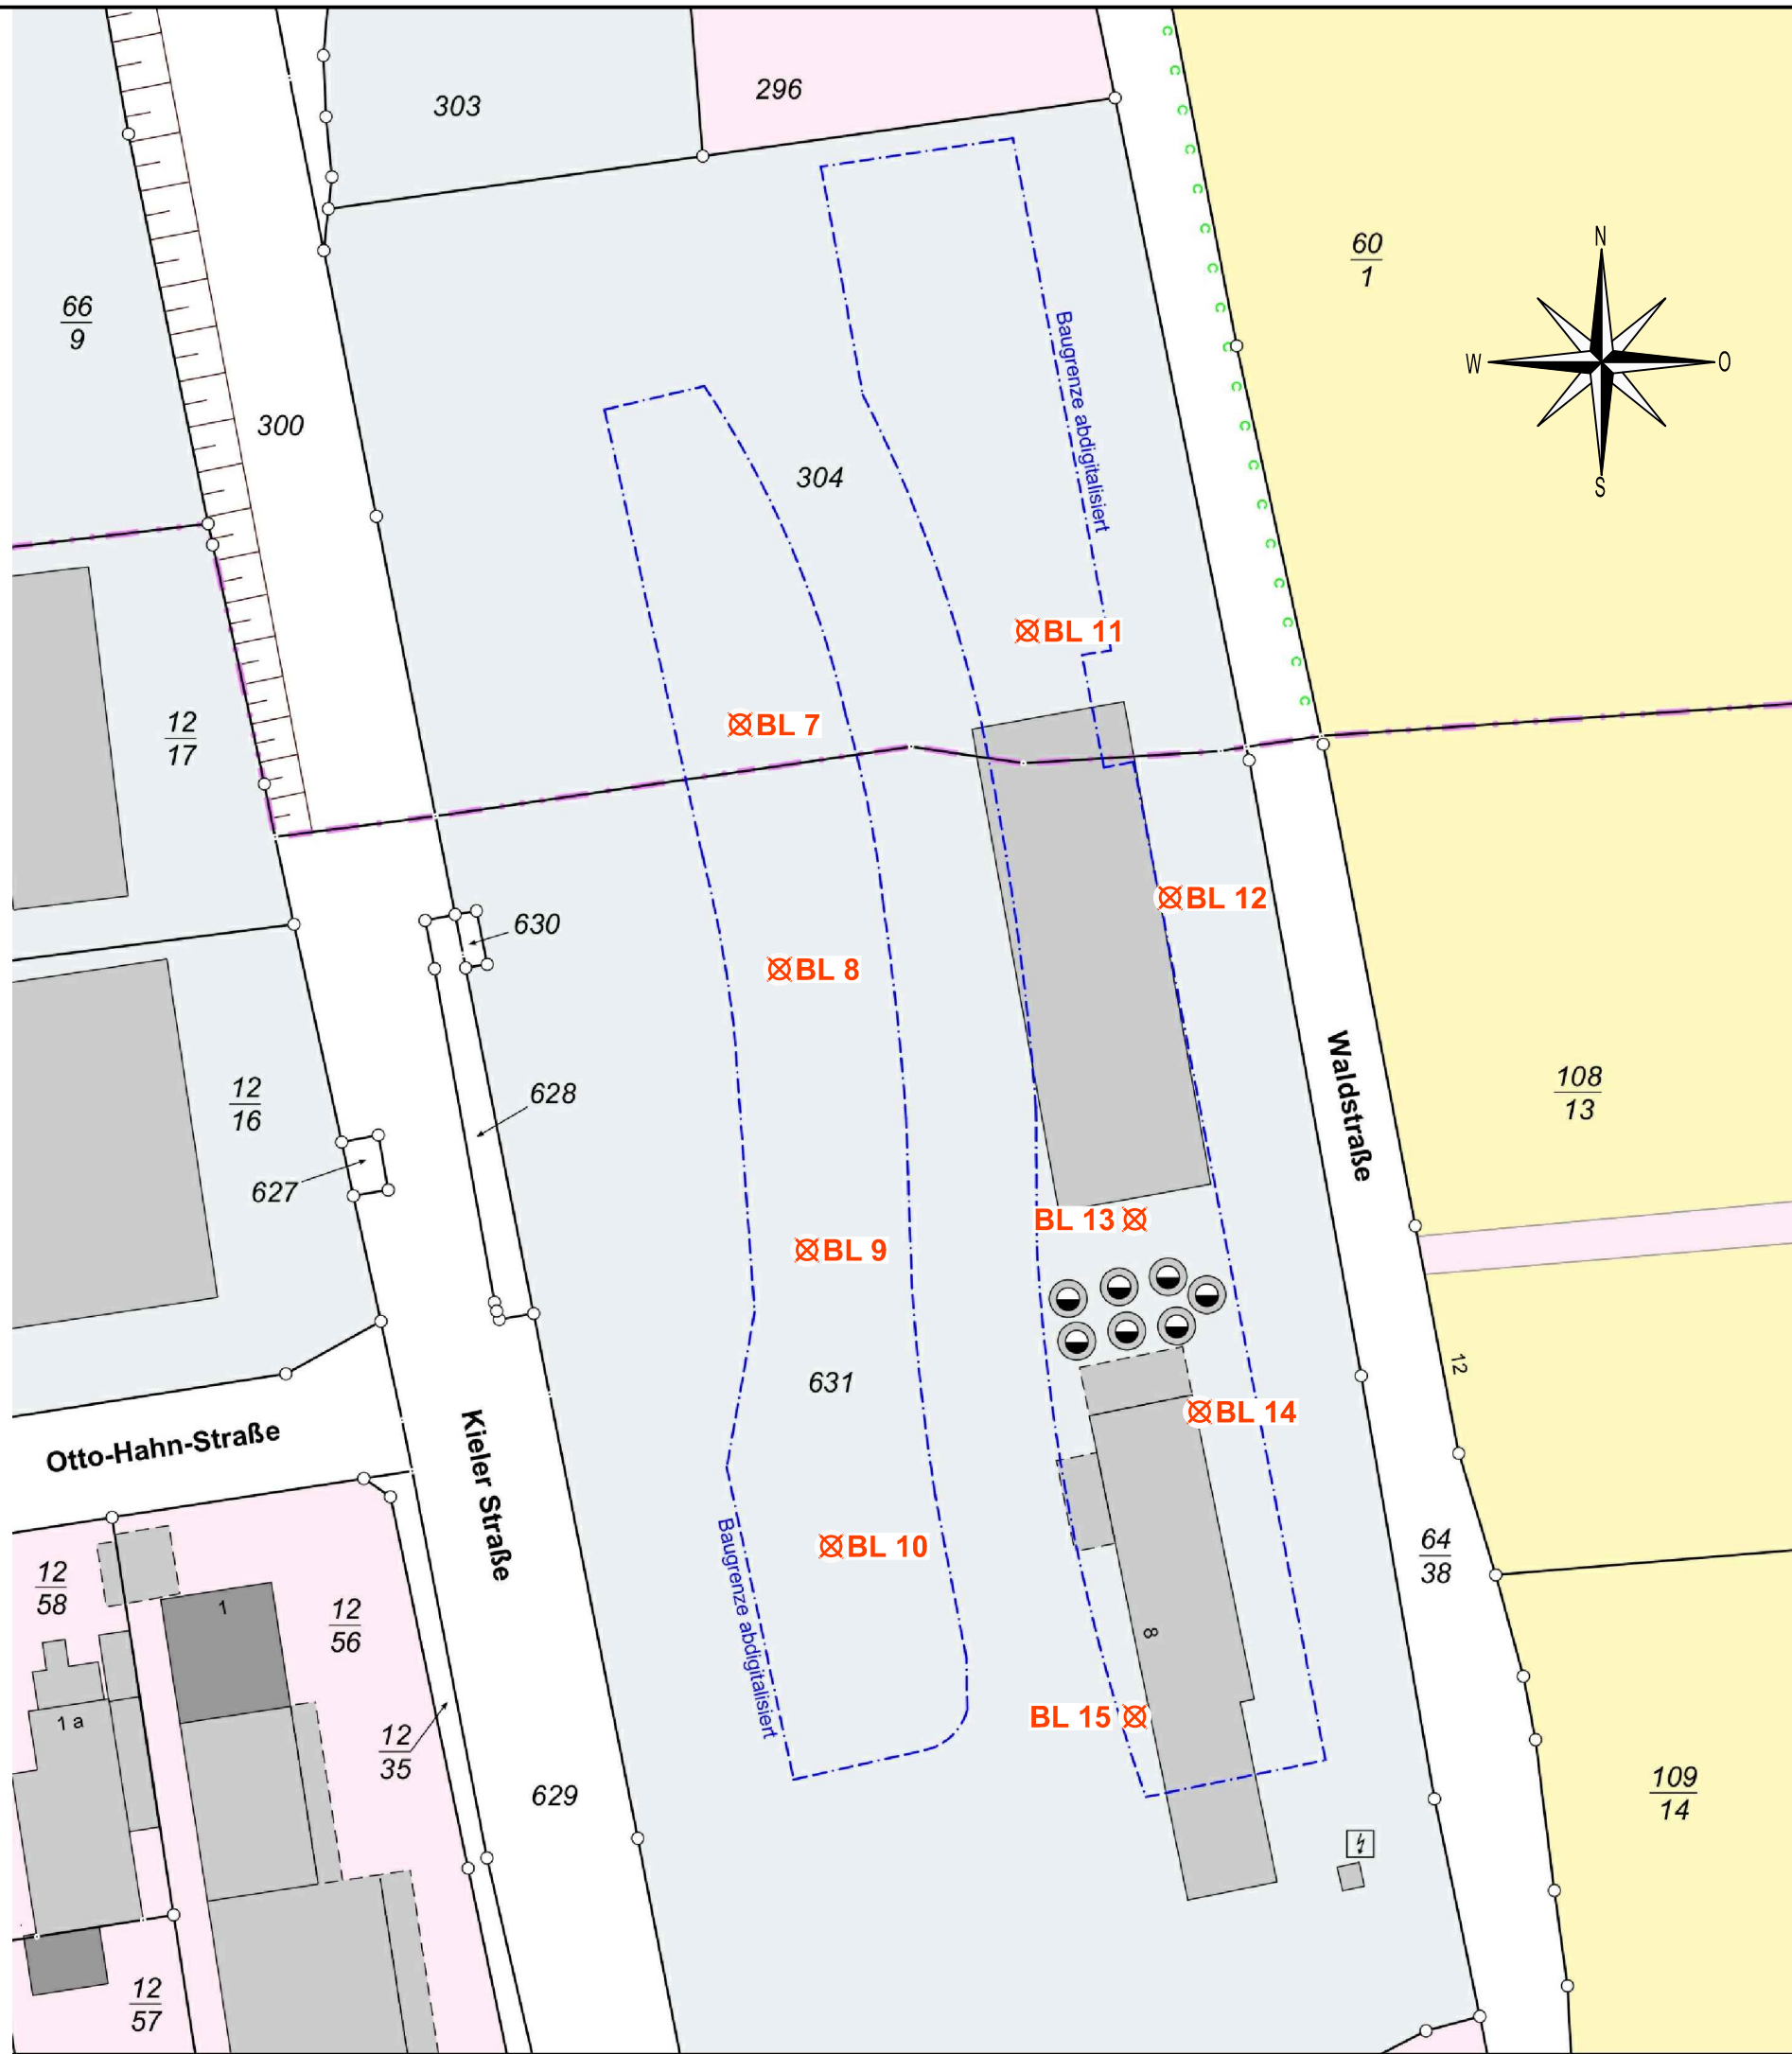 303
296
N
60
1
W
O
S
66
9
Baugrenze abdigitalisiert
300
304
BL 11
BL 7
12
17
BL 12
630
BL 8
Waldstraße
628
108
13
12
16
627
BL 13
BL 9
12
631
BL 14
Otto-Hahn-Straße
Kieler Straße
BL 10
64
38
12
58
1
12
56
Baugrenze abdigitalisiert
8
1 a
BL 15
12
35
629
109
14
12
57